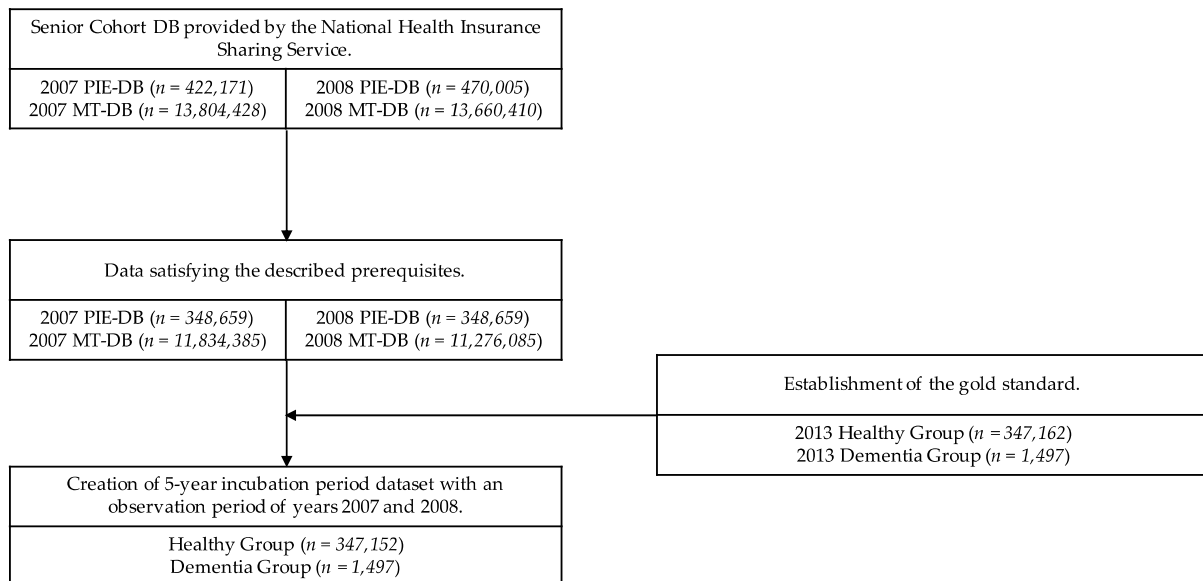 Senior Cohort DB provided by the National Health Insurance
Sharing Service.
2007 PIE-DB (n = 422,171)
2007 MT-DB (n = 13,804,428)
2008 PIE-DB (n = 470,005)
2008 MT-DB (n = 13,660,410)
Data satisfying the described prerequisites.
2007 PIE-DB (n = 348,659)
2007 MT-DB (n = 11,834,385)
2008 PIE-DB (n = 348,659)
2008 MT-DB (n = 11,276,085)
Establishment of the gold standard.
2013 Healthy Group (n = 347,162)
2013 Dementia Group (n = 1,497)
Creation of 5-year incubation period dataset with an
observation period of years 2007 and 2008.
Healthy Group (n = 347,152)
Dementia Group (n = 1,497)